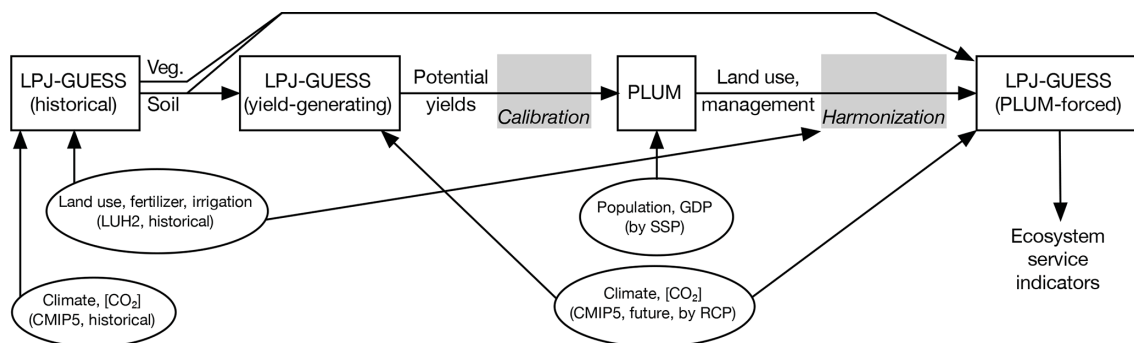 LPJ-GUESS
(historical)
Veg.
Soil
LPJ-GUESS
(yield-generating)
Potential
yields
Calibration
PLUM
Land use,
management
Harmonization
LPJ-GUESS
(PLUM-forced)
Land use, fertilizer, irrigation
(LUH2, historical)
Population, GDP
(by SSP)
Ecosystem
service
indicators
Climate, [CO₂]
(CMIP5, historical)
Climate, [CO₂]
(CMIP5, future, by RCP)